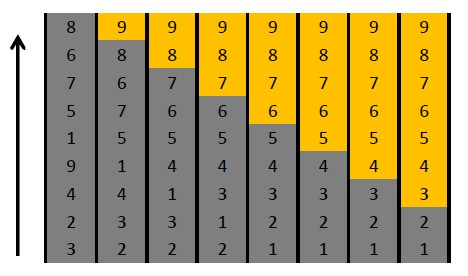 8 9 9 9 9 9 9 9
6 8 8 8 8 8 8 8
7 6 7 7 7 7 7 7
5 7 6 6 6 6 6 6
1 5 5 5 5 5 5 5
9 1 4 4 4 4 4 4
4 4 1 3 3 3 3 3
2 3 3 1 2 2 2 2
3 2 2 2 1 1 1 1